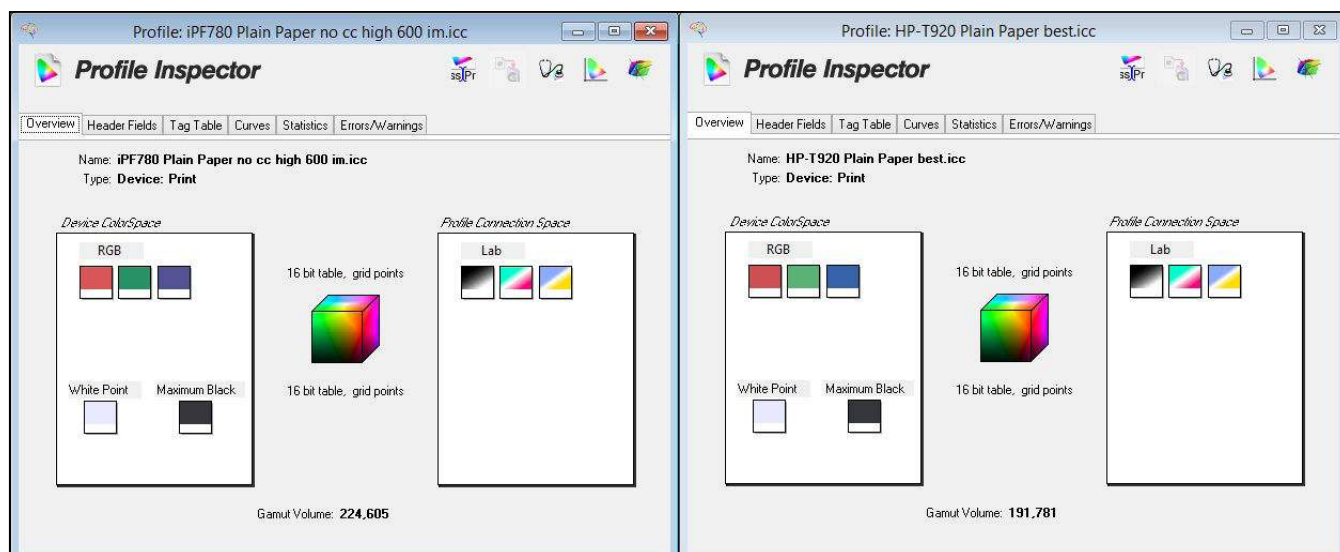 Profile: iPF780 Plain Paper no cc high 600 im.icc
Profile Inspector
Overview Header Fields Tag Table Curves Statistics Errors/Warnings
Name: iPF780 Plain Paper no cc high 600 im.icc
Type: Device: Print
Device ColorSpace
Profile Connection Space
RGB
Lab
16 bit table, grid points
White Point
Maximum Black
16 bit table, grid points
Gamut Volume: 224,605
Profile: HP-T920 Plain Paper best.icc
Profile Inspector
Overview Header Fields Tag Table Curves Statistics Errors/Warnings
Name: HP-T920 Plain Paper best.icc
Type: Device: Print
Device ColorSpace
Profile Connection Space
RGB
Lab
16 bit table, grid points
White Point
Maximum Black
16 bit table, grid points
Gamut Volume: 191,781